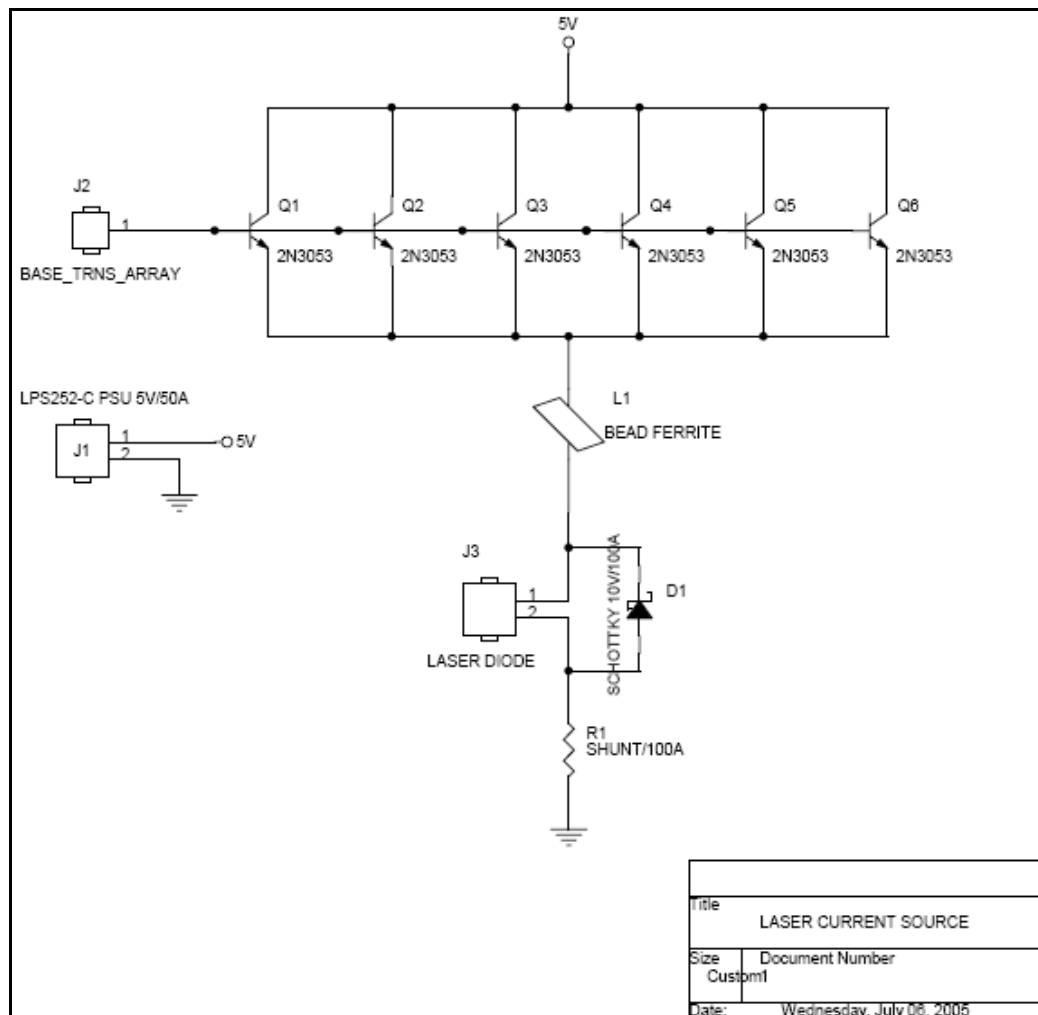 5V
J2
1
BASE_TRNS_ARRAY
Q1
Q2
Q3
Q4
Q5
Q6
2N3053
2N3053
2N3053
2N3053
2N3053
2N3053
LPS252-C PSU 5V/50A
J1
1
2
5V
L1
BEAD FERRITE
J3
1
2
LASER DIODE
SCHOTTKY 10V/100A
D1
R1
SHUNT/100A
Title
LASER CURRENT SOURCE
Size
Document Number
Custom1
Date:
Wednesday, July 06, 2005